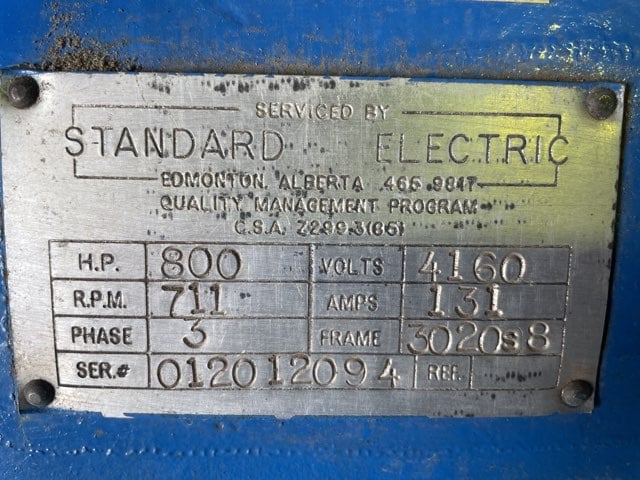 SERVICED BY
STANDARD ELECTRIC
EDMONTON, ALBERTA 465-9847
QUALITY MANAGEMENT PROGRAM
C.S.A. Z299.3(85)
H.P. 800 VOLTS 4160
R.P.M. 711 AMPS 131
PHASE 3 FRAME 3020S8
SER.# 012012094 REF.